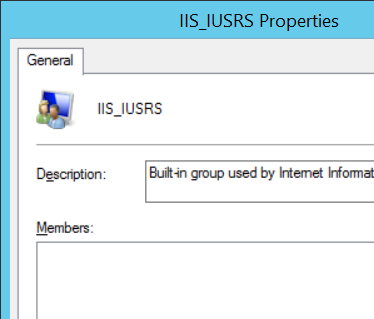 IIS_IUSRS Properties
General
IIS_IUSRS
Description: Built-in group used by Internet Informat
Members: